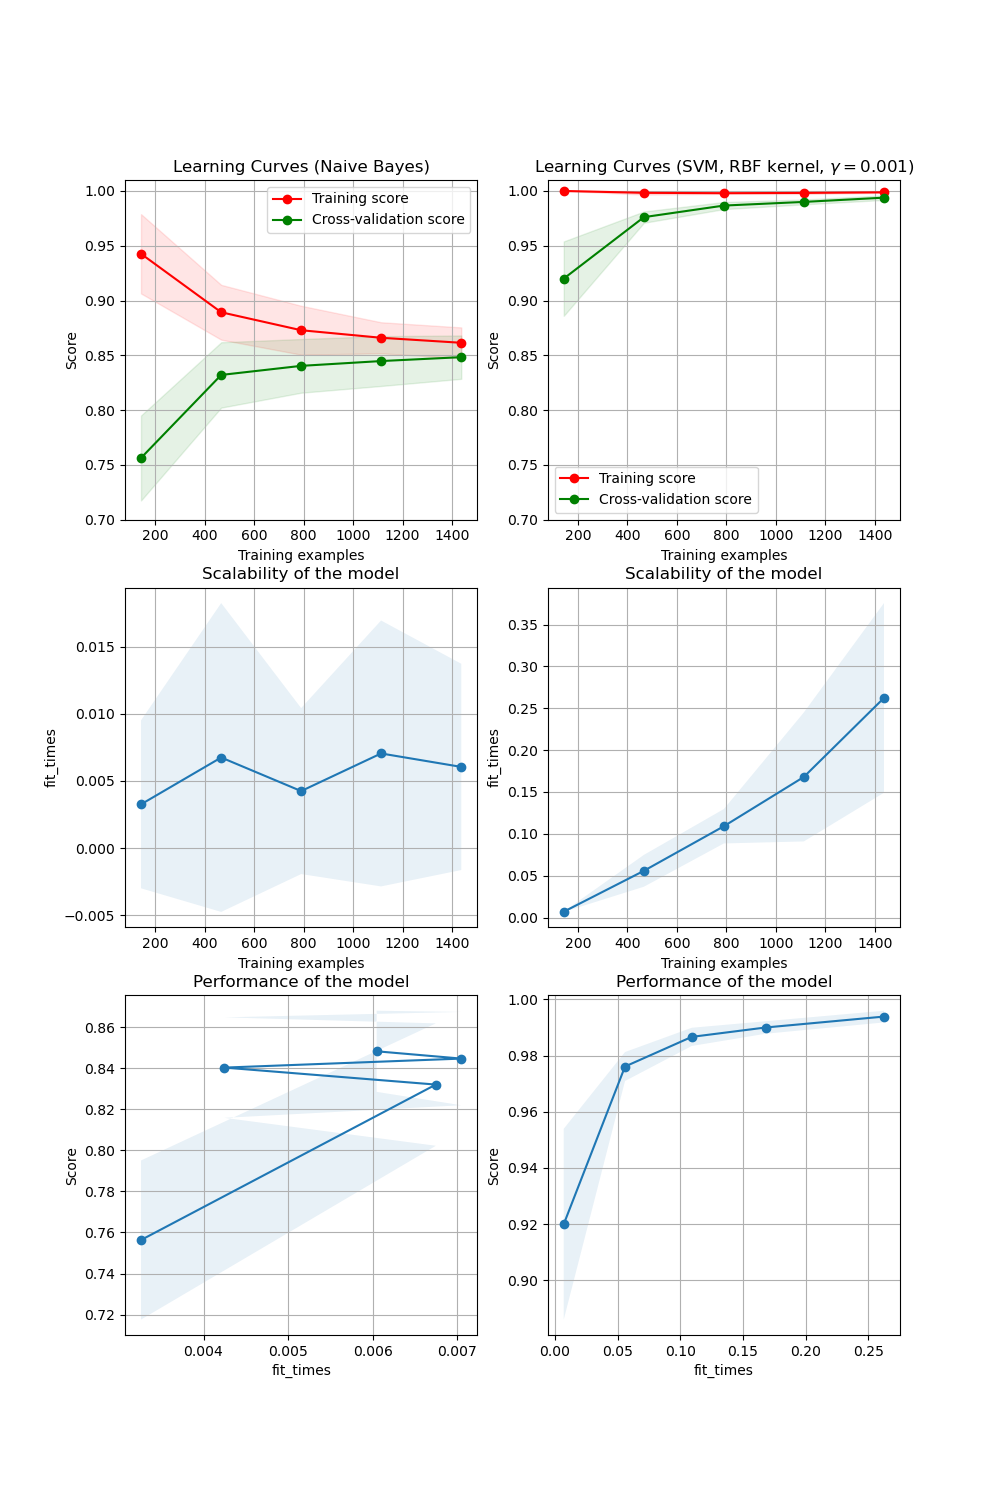 Learning Curves (Naive Bayes)
1.00
0.95
0.90
0.85
0.80
0.75
0.70
Score
Training score
Cross-validation score
200 400 600 800 1000 1200 1400
Training examples
Learning Curves (SVM, RBF kernel, γ = 0.001)
1.00
0.95
0.90
0.85
0.80
0.75
0.70
Score
Training score
Cross-validation score
200 400 600 800 1000 1200 1400
Training examples
Scalability of the model
0.015
0.010
0.005
0.000
−0.005
fit_times
200 400 600 800 1000 1200 1400
Training examples
Scalability of the model
0.35
0.30
0.25
0.20
0.15
0.10
0.05
0.00
fit_times
200 400 600 800 1000 1200 1400
Training examples
Performance of the model
0.86
0.84
0.82
0.80
0.78
0.76
0.74
0.72
Score
0.004 0.005 0.006 0.007
fit_times
Performance of the model
1.00
0.98
0.96
0.94
0.92
0.90
Score
0.00 0.05 0.10 0.15 0.20 0.25
fit_times